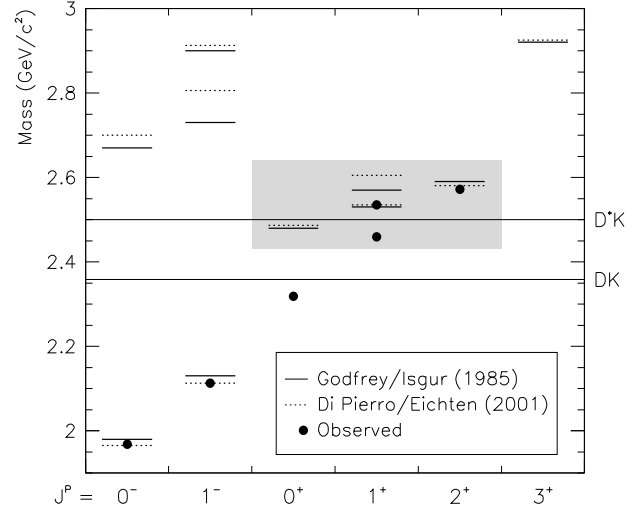 Mass (GeV/c²)
3
2.8
2.6
2.4
2.2
2
D*K
DK
Godfrey/Isgur (1985)
Di Pierro/Eichten (2001)
Observed
Jᴾ = 0⁻ 1⁻ 0⁺ 1⁺ 2⁺ 3⁺